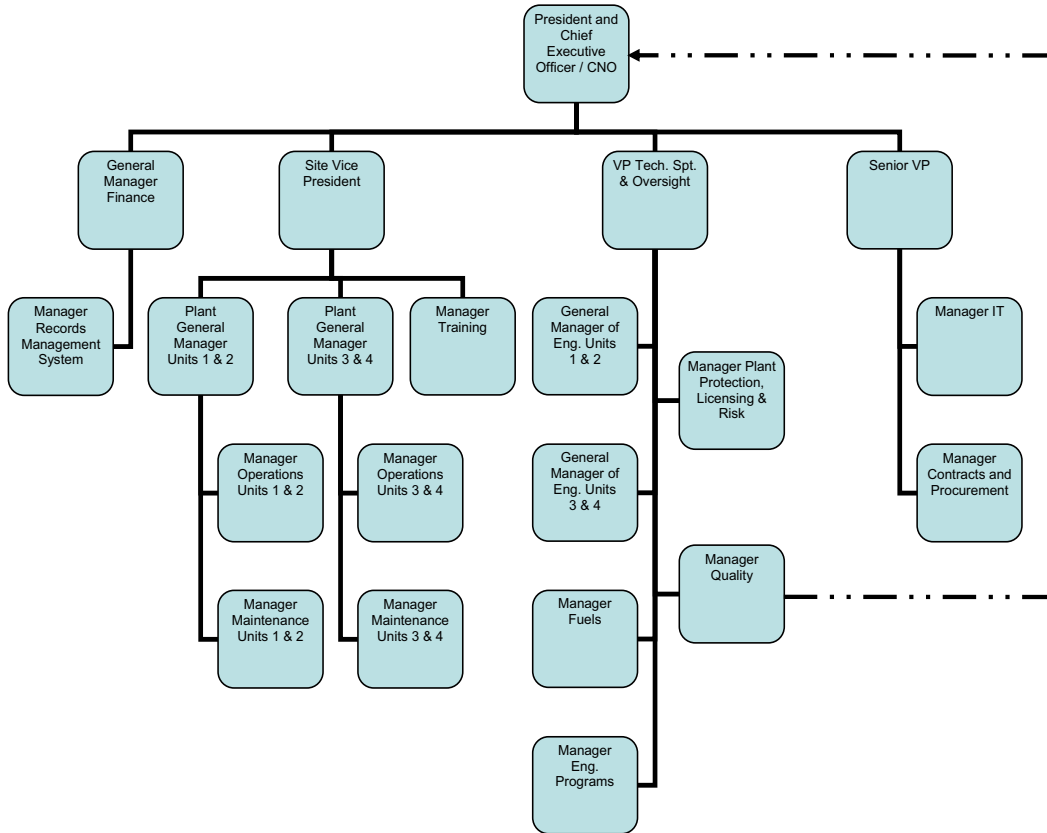 President and
Chief
Executive
Officer / CNO
General
Manager
Finance
Site Vice
President
VP Tech. Spt.
& Oversight
Senior VP
Manager
Records
Management
System
Plant
General
Manager
Units 1 & 2
Plant
General
Manager
Units 3 & 4
Manager
Training
General
Manager of
Eng. Units
1 & 2
Manager IT
Manager Plant
Protection,
Licensing &
Risk
Manager
Operations
Units 1 & 2
Manager
Operations
Units 3 & 4
General
Manager of
Eng. Units
3 & 4
Manager
Contracts and
Procurement
Manager
Quality
Manager
Maintenance
Units 1 & 2
Manager
Maintenance
Units 3 & 4
Manager
Fuels
Manager
Eng.
Programs